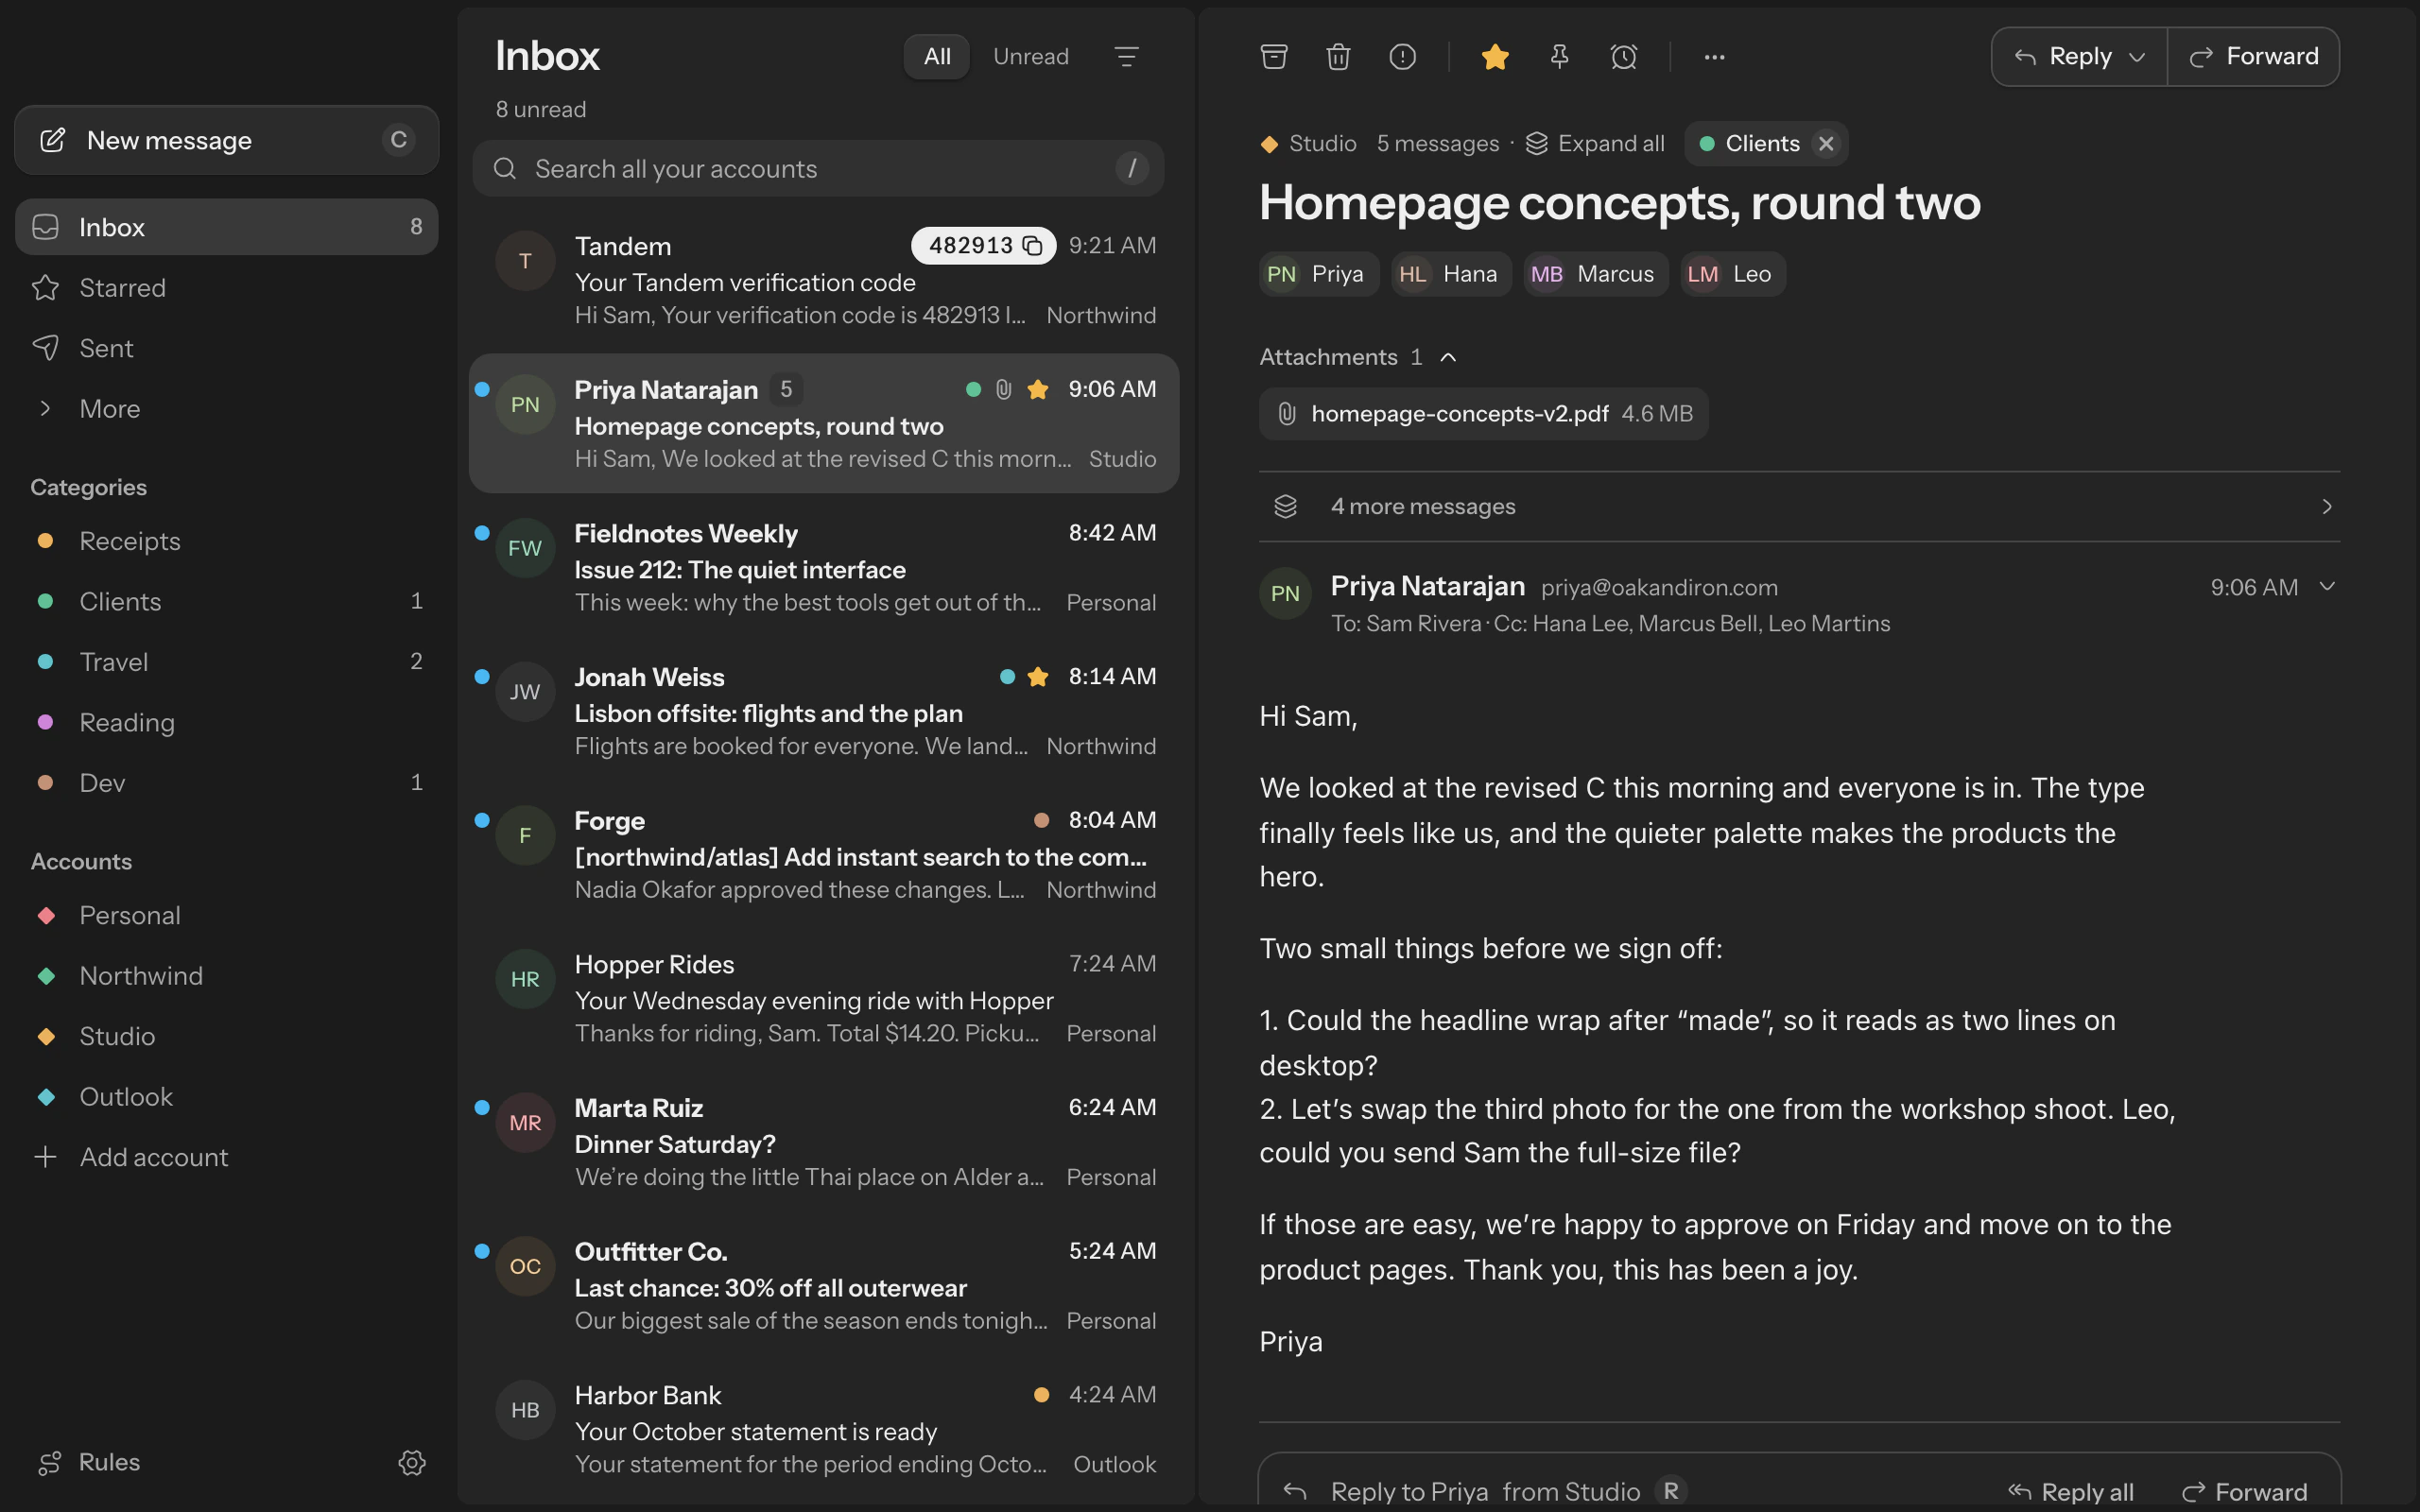 New message C
Inbox 8
Starred
Sent
More
Categories
Receipts
Clients 1
Travel 2
Reading
Dev 1
Accounts
Personal
Northwind
Studio
Outlook
Add account
Rules
Inbox All Unread
8 unread
Search all your accounts /
T Tandem 482913 9:21 AM
Your Tandem verification code
Hi Sam, Your verification code is 482913 I... Northwind
PN Priya Natarajan 5 9:06 AM
Homepage concepts, round two
Hi Sam, We looked at the revised C this morn... Studio
FW Fieldnotes Weekly 8:42 AM
Issue 212: The quiet interface
This week: why the best tools get out of th... Personal
JW Jonah Weiss 8:14 AM
Lisbon offsite: flights and the plan
Flights are booked for everyone. We land... Northwind
F Forge 8:04 AM
[northwind/atlas] Add instant search to the com...
Nadia Okafor approved these changes. L... Northwind
HR Hopper Rides 7:24 AM
Your Wednesday evening ride with Hopper
Thanks for riding, Sam. Total $14.20. Picku... Personal
MR Marta Ruiz 6:24 AM
Dinner Saturday?
We’re doing the little Thai place on Alder a... Personal
OC Outfitter Co. 5:24 AM
Last chance: 30% off all outerwear
Our biggest sale of the season ends tonigh... Personal
HB Harbor Bank 4:24 AM
Your October statement is ready
Your statement for the period ending Octo... Outlook
Reply Forward
Studio 5 messages · Expand all Clients
Homepage concepts, round two
PN Priya HL Hana MB Marcus LM Leo
Attachments 1
homepage-concepts-v2.pdf 4.6 MB
4 more messages
PN Priya Natarajan priya@oakandiron.com 9:06 AM
To: Sam Rivera · Cc: Hana Lee, Marcus Bell, Leo Martins
Hi Sam,
We looked at the revised C this morning and everyone is in. The type
finally feels like us, and the quieter palette makes the products the
hero.
Two small things before we sign off:
1. Could the headline wrap after “made”, so it reads as two lines on
desktop?
2. Let’s swap the third photo for the one from the workshop shoot. Leo,
could you send Sam the full-size file?
If those are easy, we’re happy to approve on Friday and move on to the
product pages. Thank you, this has been a joy.
Priya
Reply to Priya from Studio R Reply all Forward